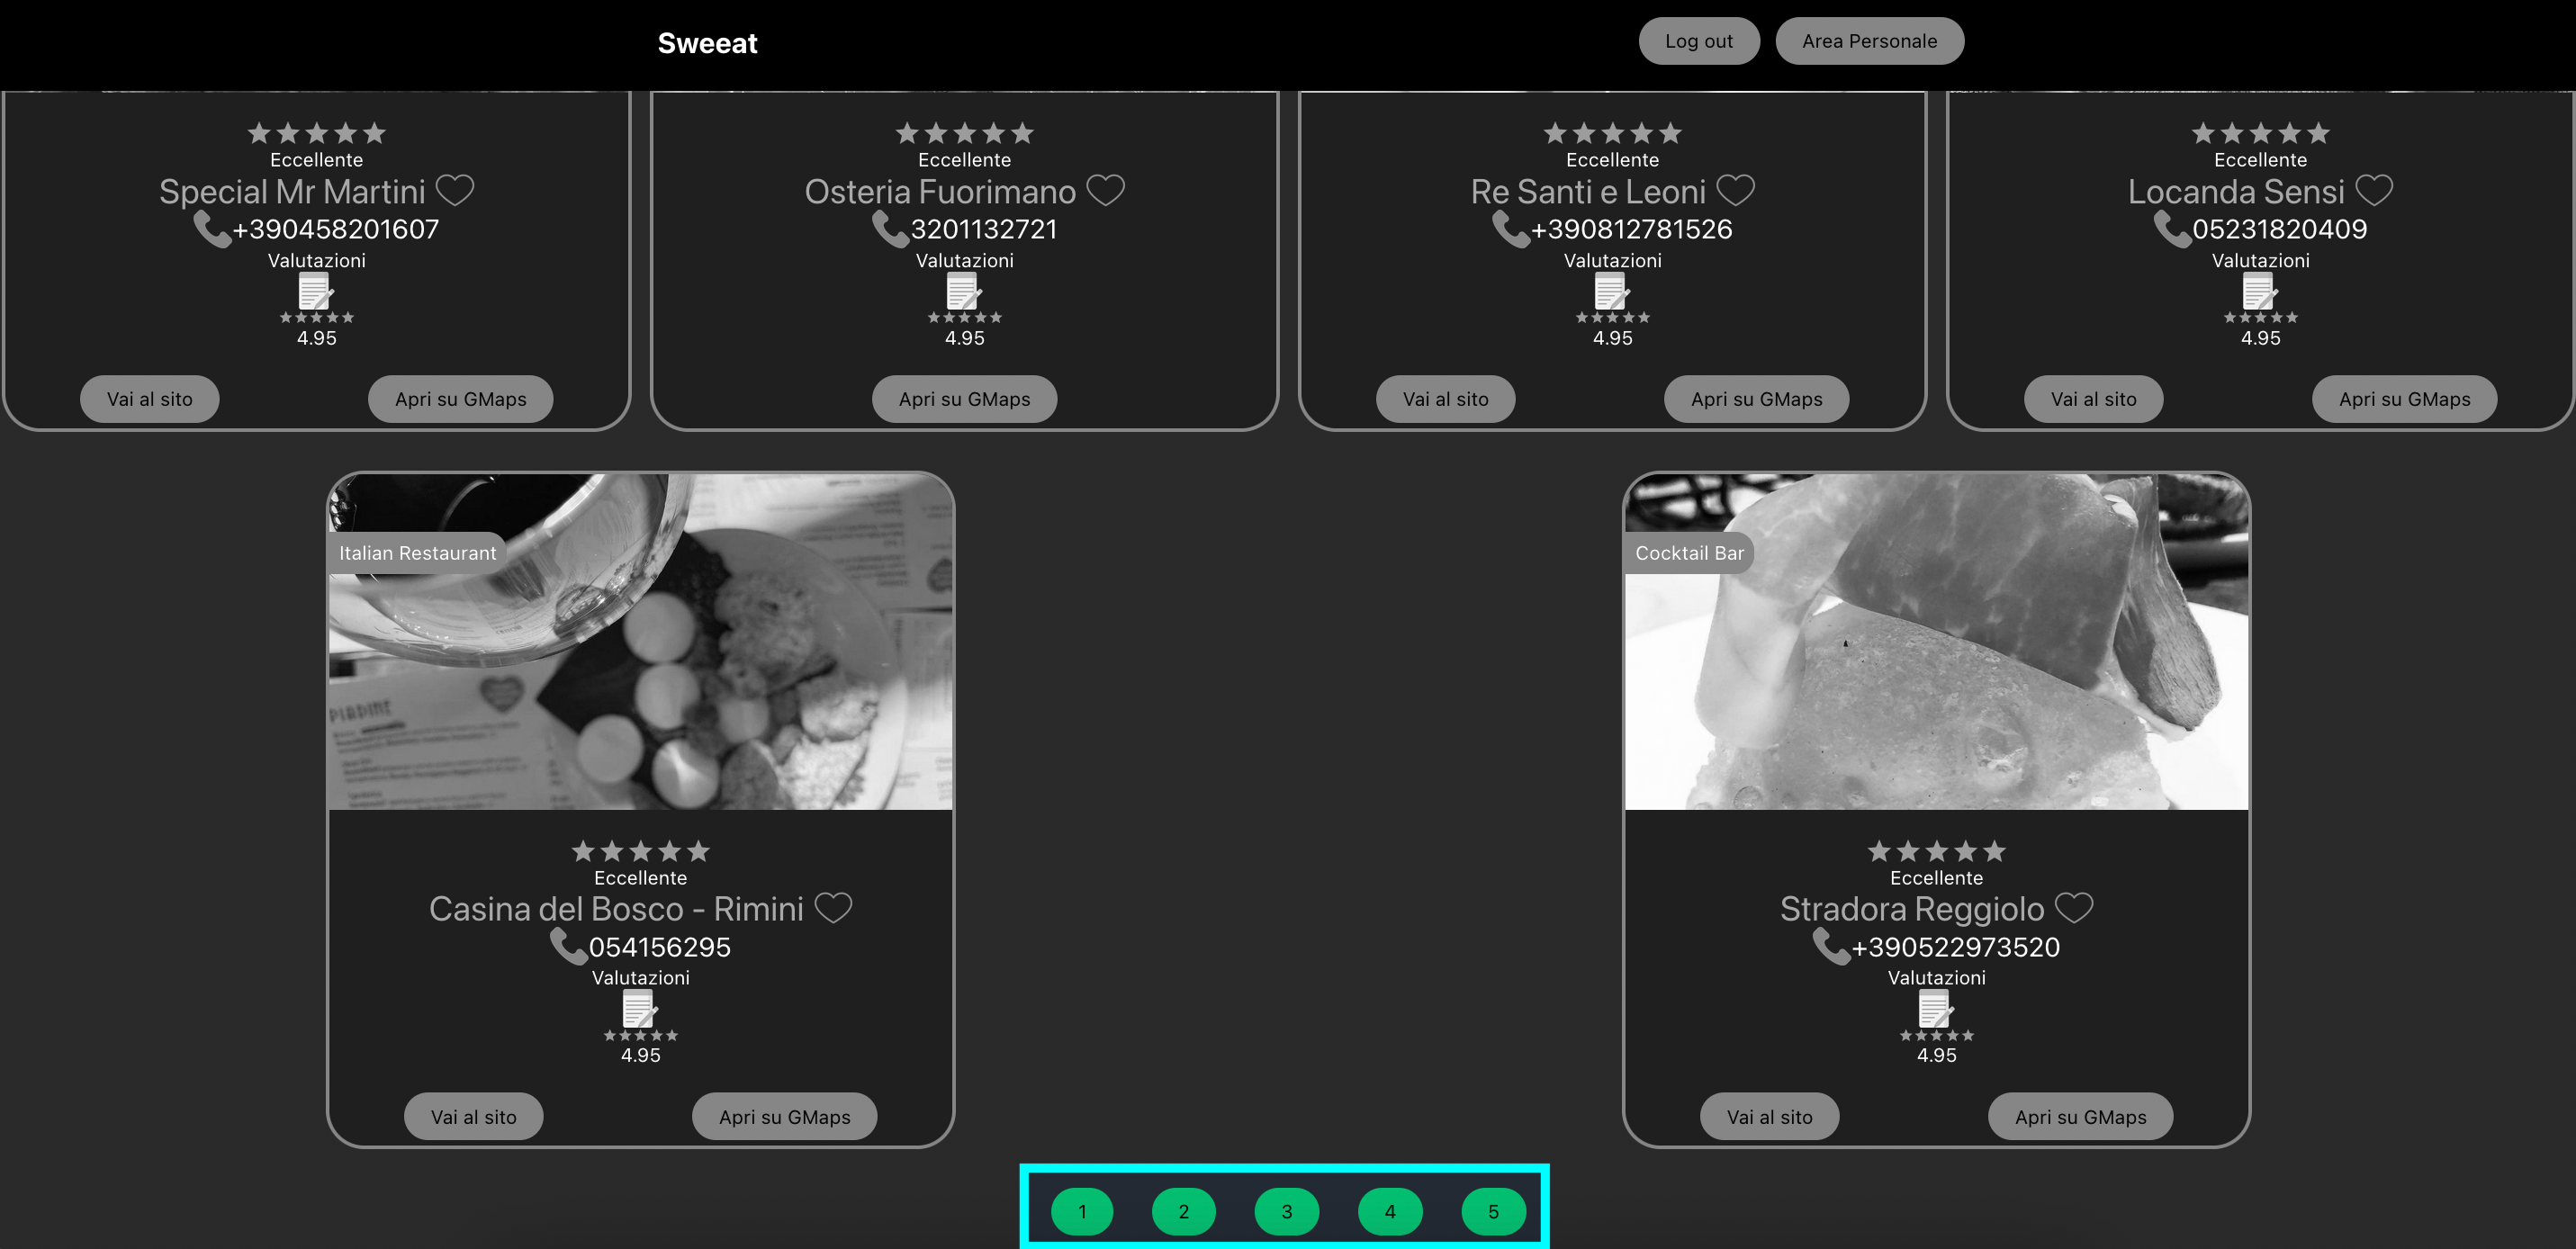 Sweeat
Log out
Area Personale
Eccellente
Special Mr Martini
+390458201607
Valutazioni
4.95
Vai al sito
Apri su GMaps
Eccellente
Osteria Fuorimano
3201132721
Valutazioni
4.95
Apri su GMaps
Eccellente
Re Santi e Leoni
+390812781526
Valutazioni
4.95
Vai al sito
Apri su GMaps
Eccellente
Locanda Sensi
05231820409
Valutazioni
4.95
Vai al sito
Apri su GMaps
Italian Restaurant
PIADINE
Eccellente
Casina del Bosco - Rimini
054156295
Valutazioni
4.95
Vai al sito
Apri su GMaps
Cocktail Bar
Eccellente
Stradora Reggiolo
+390522973520
Valutazioni
4.95
Vai al sito
Apri su GMaps
1
2
3
4
5